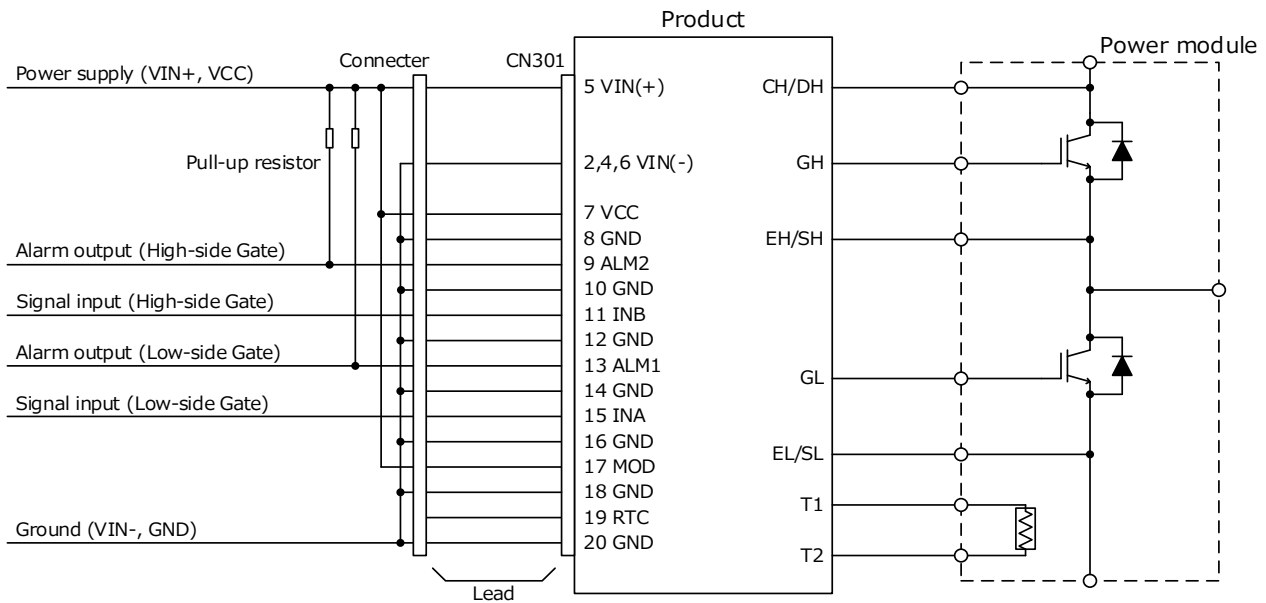 Product
Power module
Connecter
CN301
Power supply (VIN+, VCC)
5 VIN(+)
CH/DH
Pull-up resistor
2,4,6 VIN(-)
GH
7 VCC
8 GND
EH/SH
Alarm output (High-side Gate)
9 ALM2
10 GND
Signal input (High-side Gate)
11 INB
12 GND
Alarm output (Low-side Gate)
13 ALM1
GL
14 GND
Signal input (Low-side Gate)
15 INA
16 GND
EL/SL
17 MOD
18 GND
T1
19 RTC
Ground (VIN-, GND)
20 GND
T2
Lead